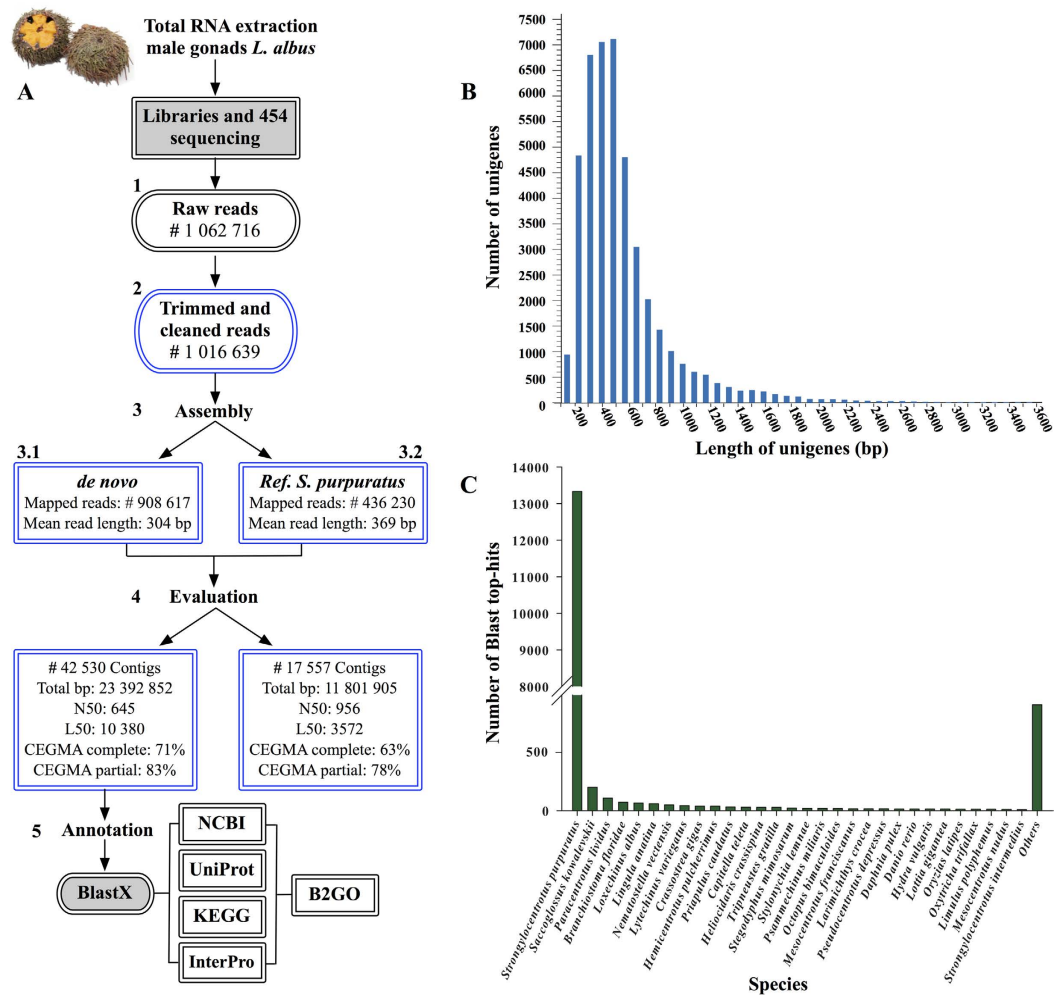 Total RNA extraction
male gonads L. albus
A
Libraries and 454
sequencing
1
Raw reads
# 1 062 716
2
Trimmed and
cleaned reads
# 1 016 639
3
Assembly
3.1
de novo
Mapped reads: # 908 617
Mean read length: 304 bp
3.2
Ref. S. purpuratus
Mapped reads: # 436 230
Mean read length: 369 bp
4
Evaluation
# 42 530 Contigs
Total bp: 23 392 852
N50: 645
L50: 10 380
CEGMA complete: 71%
CEGMA partial: 83%
# 17 557 Contigs
Total bp: 11 801 905
N50: 956
L50: 3572
CEGMA complete: 63%
CEGMA partial: 78%
5
Annotation
BlastX
NCBI
UniProt
KEGG
InterPro
B2GO
B
Number of unigenes
7500
7000
6500
6000
5500
5000
4500
4000
3500
3000
2500
2000
1500
1000
500
0
200
400
600
800
1000
1200
1400
1600
1800
2000
2200
2400
2600
2800
3000
3200
3400
3600
Length of unigenes (bp)
C
Number of Blast top-hits
14000
13000
12000
11000
10000
9000
8000
500
0
Strongylocentrotus purpuratus
Saccoglossus kowalevskii
Paracentrotus lividus
Branchiostoma floridae
Loxechinus albus
Lingula anatina
Nematostella vectensis
Lytechinus variegatus
Crassostrea gigas
Hemicentrotus pulcherrimus
Priapulus caudatus
Capitella teleta
Heliocidaris crassispina
Tripneustes gratilla
Stegodyphus mimosarum
Stylonychia lemnae
Psammechinus miliaris
Octopus bimaculoides
Mesocentrotus franciscanus
Larimichthys crocea
Pseudocentrotus depressus
Daphnia pulex
Danio rerio
Hydra vulgaris
Lottia gigantea
Oryzias latipes
Oxytricha trifallax
Limulus polyphemus
Mesocentrotus nudus
Strongylocentrotus intermedius
Others
Species